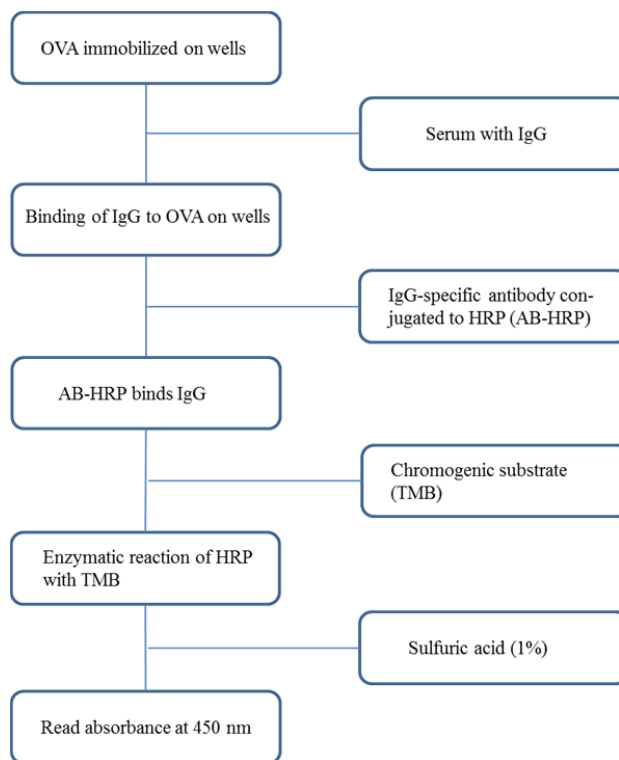 OVA immobilized on wells
Serum with IgG
Binding of IgG to OVA on wells
IgG-specific antibody con-
jugated to HRP (AB-HRP)
AB-HRP binds IgG
Chromogenic substrate
(TMB)
Enzymatic reaction of HRP
with TMB
Sulfuric acid (1%)
Read absorbance at 450 nm